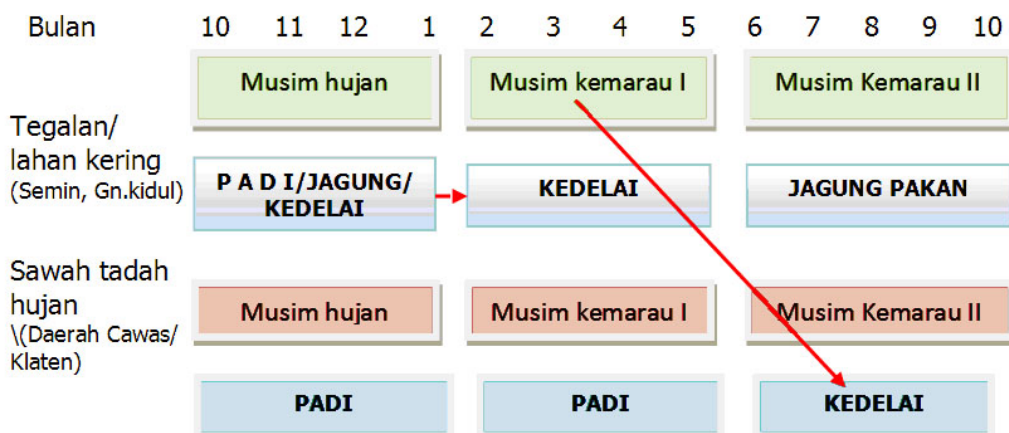 Bulan 10 11 12 1 2 3 4 5 6 7 8 9 10
Musim hujan Musim kemarau I Musim Kemarau II
Tegalan/
lahan kering
(Semin, Gn.kidul)
P A D I/JAGUNG/
KEDELAI
KEDELAI
JAGUNG PAKAN
Sawah tadah
hujan
\(Daerah Cawas/
Klaten)
Musim hujan Musim kemarau I Musim Kemarau II
PADI PADI KEDELAI